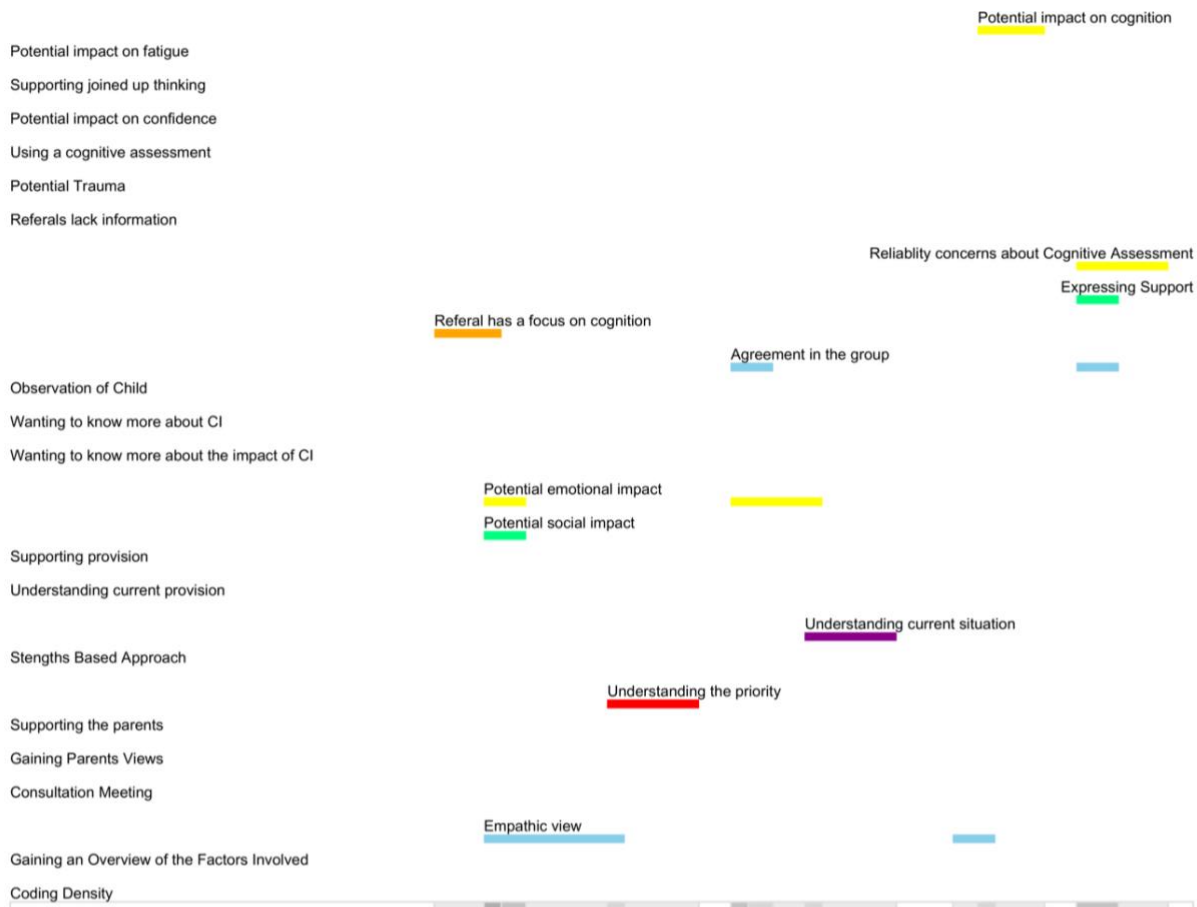 Potential impact on cognition
Potential impact on fatigue
Supporting joined up thinking
Potential impact on confidence
Using a cognitive assessment
Potential Trauma
Referals lack information
Reliablity concerns about Cognitive Assessment
Expressing Support
Referal has a focus on cognition
Agreement in the group
Observation of Child
Wanting to know more about CI
Wanting to know more about the impact of CI
Potential emotional impact
Potential social impact
Supporting provision
Understanding current provision
Understanding current situation
Stengths Based Approach
Understanding the priority
Supporting the parents
Gaining Parents Views
Consultation Meeting
Empathic view
Gaining an Overview of the Factors Involved
Coding Density